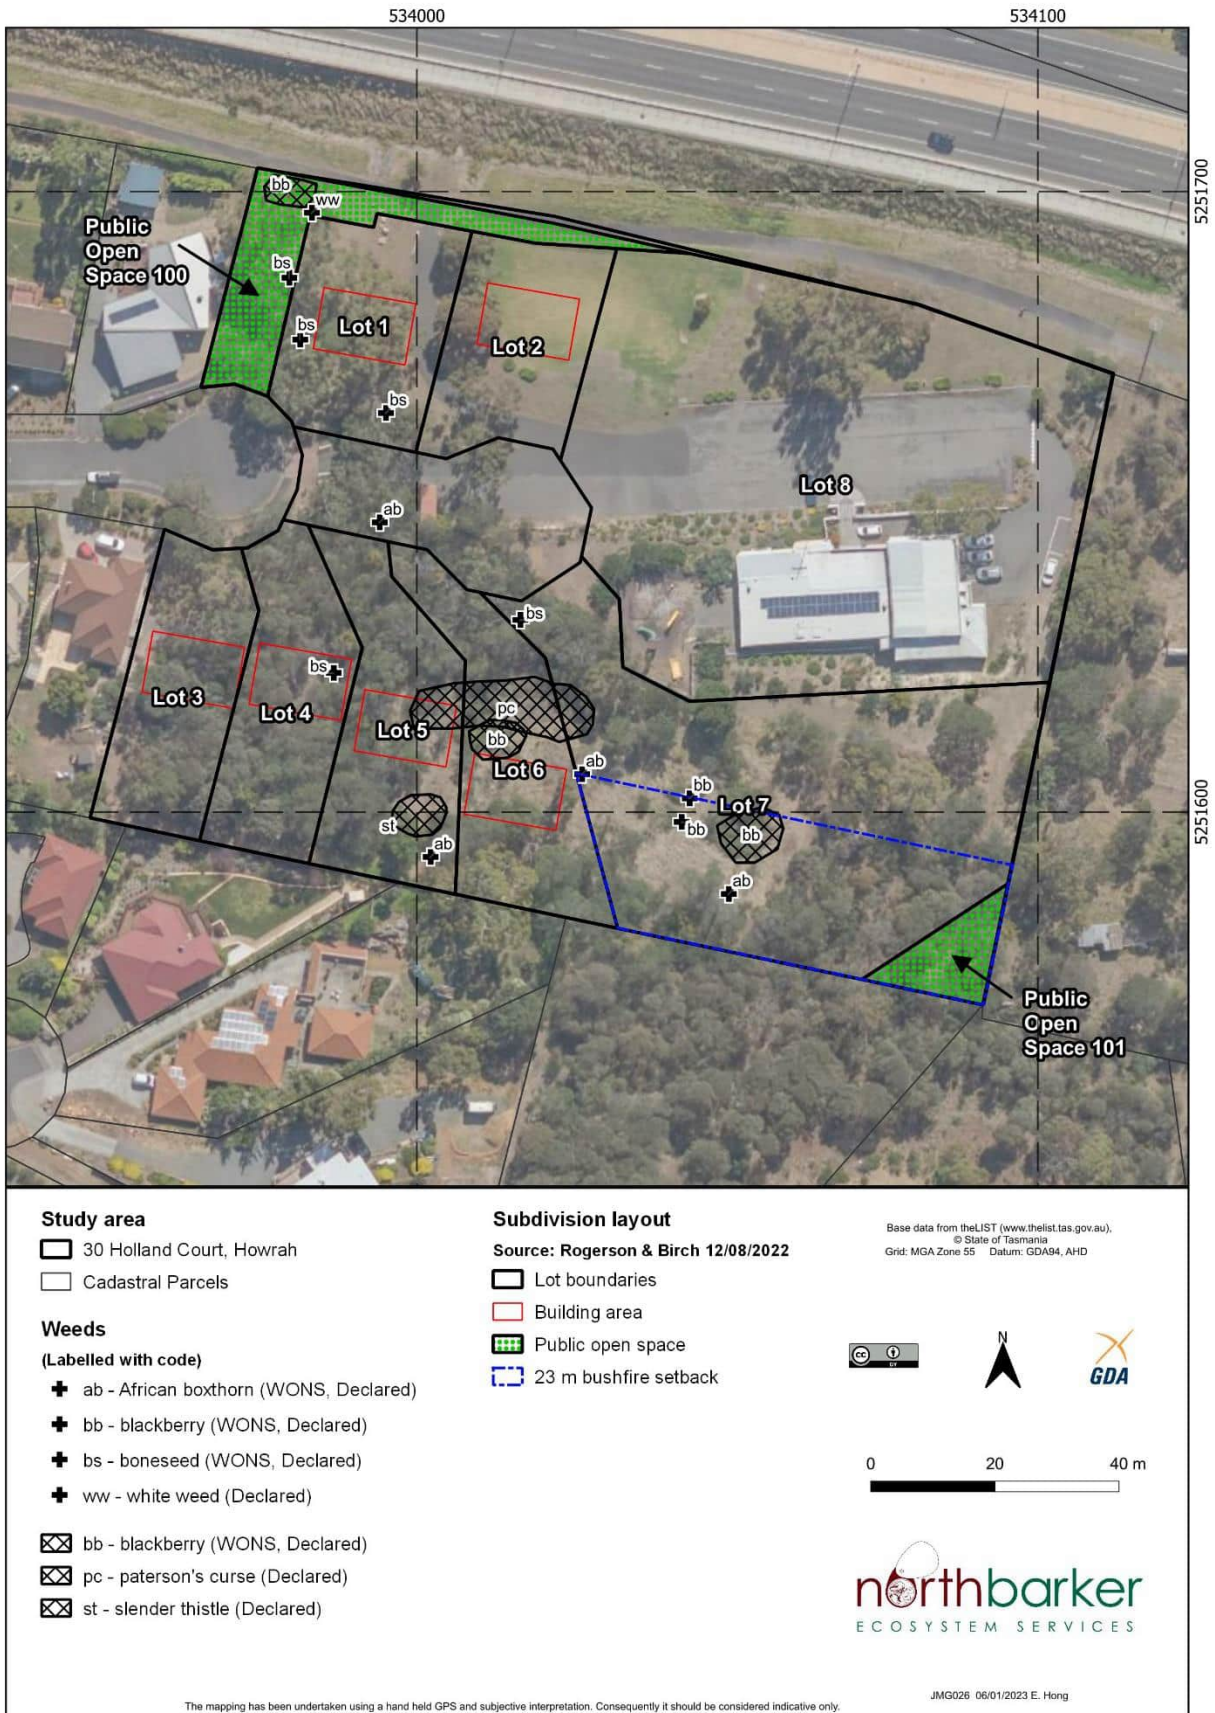 534000
534100
5251700
5251600
bb
ww
Public
Open
Space 100
bs
bs
Lot 1
Lot 2
bs
Lot 8
ab
bs
bs
Lot 3
Lot 4
Lot 5
pc
bb
Lot 6
ab
bb
Lot 7
bb
bb
st
ab
ab
Public
Open
Space 101
Study area
30 Holland Court, Howrah
Cadastral Parcels
Weeds
(Labelled with code)
ab - African boxthorn (WONS, Declared)
bb - blackberry (WONS, Declared)
bs - boneseed (WONS, Declared)
ww - white weed (Declared)
bb - blackberry (WONS, Declared)
pc - paterson's curse (Declared)
st - slender thistle (Declared)
Subdivision layout
Source: Rogerson & Birch 12/08/2022
Lot boundaries
Building area
Public open space
23 m bushfire setback
Base data from theLIST (www.thelist.tas.gov.au),
© State of Tasmania
Grid: MGA Zone 55 Datum: GDA94, AHD
cc
BY
N
GDA
0 20 40 m
northbarker
ECOSYSTEM SERVICES
JMG026 06/01/2023 E. Hong
The mapping has been undertaken using a hand held GPS and subjective interpretation. Consequently it should be considered indicative only.